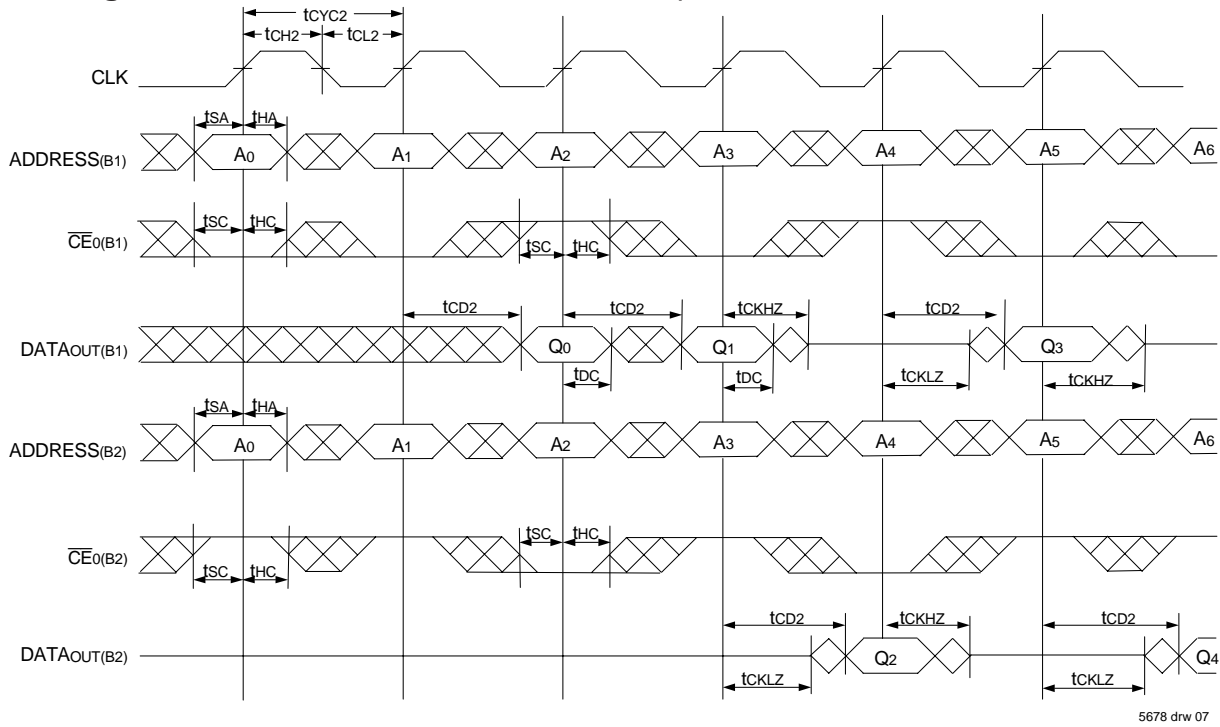 tCYC2
tCH2 tCL2
CLK
tSA tHA
ADDRESS(B1) A0 A1 A2 A3 A4 A5 A6
tSC tHC
CE0(B1) tSC tHC
tCD2 tCD2 tCKHZ tCD2
DATAOUT(B1) Q0 Q1 Q3
tDC tDC tCKLZ tCKHZ
tSA tHA
ADDRESS(B2) A0 A1 A2 A3 A4 A5 A6
tSC tHC
CE0(B2)
tSC tHC
tCD2 tCKHZ tCD2
DATAOUT(B2) Q2 Q4
tCKLZ tCKLZ
5678 drw 07